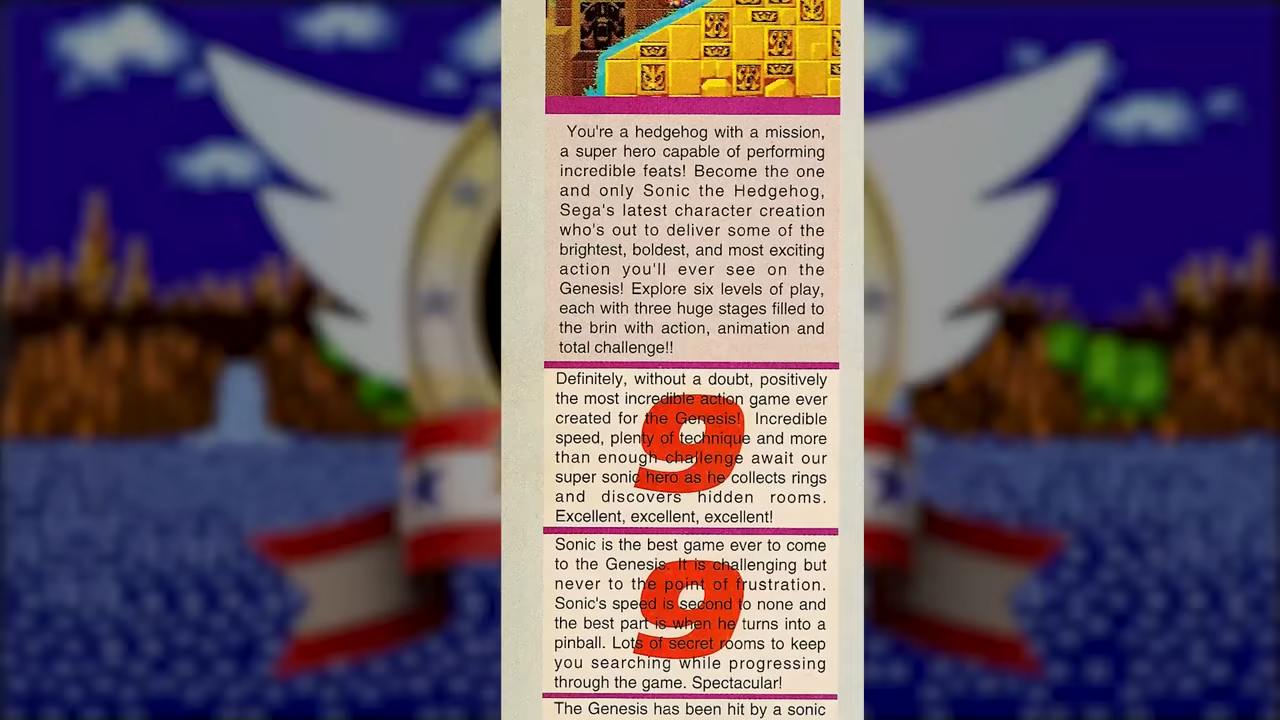 You're a hedgehog with a mission,
a super hero capable of performing
incredible feats! Become the one
and only Sonic the Hedgehog,
Sega's latest character creation
who's out to deliver some of the
brightest, boldest, and most exciting
action you'll ever see on the
Genesis! Explore six levels of play,
each with three huge stages filled to
the brin with action, animation and
total challenge!!
Definitely, without a doubt, positively
the most incredible action game ever
created for the Genesis! Incredible
speed, plenty of technique and more
than enough challenge await our
super sonic hero as he collects rings
and discovers hidden rooms.
Excellent, excellent, excellent!
9
Sonic is the best game ever to come
to the Genesis. It is challenging but
never to the point of frustration.
Sonic's speed is second to none and
the best part is when he turns into a
pinball. Lots of secret rooms to keep
you searching while progressing
through the game. Spectacular!
9
The Genesis has been hit by a sonic